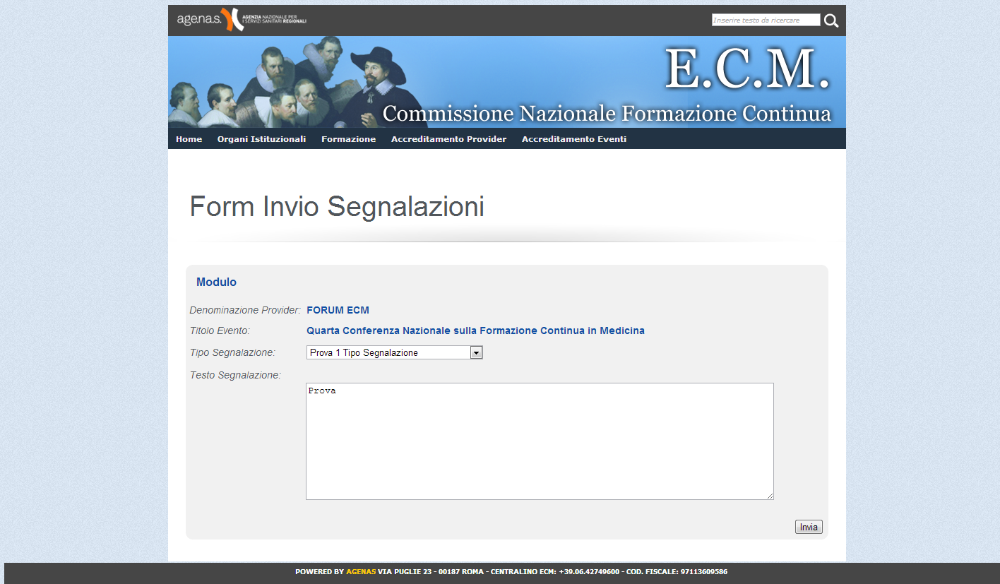 agena.s. AGENZIA NAZIONALE PER
I SERVIZI SANITARI REGIONALI
Inserire testo da ricercare
E.C.M.
Commissione Nazionale Formazione Continua
Home Organi Istituzionali Formazione Accreditamento Provider Accreditamento Eventi
Form Invio Segnalazioni
Modulo
Denominazione Provider: FORUM ECM
Titolo Evento: Quarta Conferenza Nazionale sulla Formazione Continua in Medicina
Tipo Segnalazione: Prova 1 Tipo Segnalazione
Testo Segnalazione:
Prova
Invia
POWERED BY AGENAS VIA PUGLIE 23 - 00187 ROMA - CENTRALINO ECM: +39.06.42749600 - COD. FISCALE: 97113609586